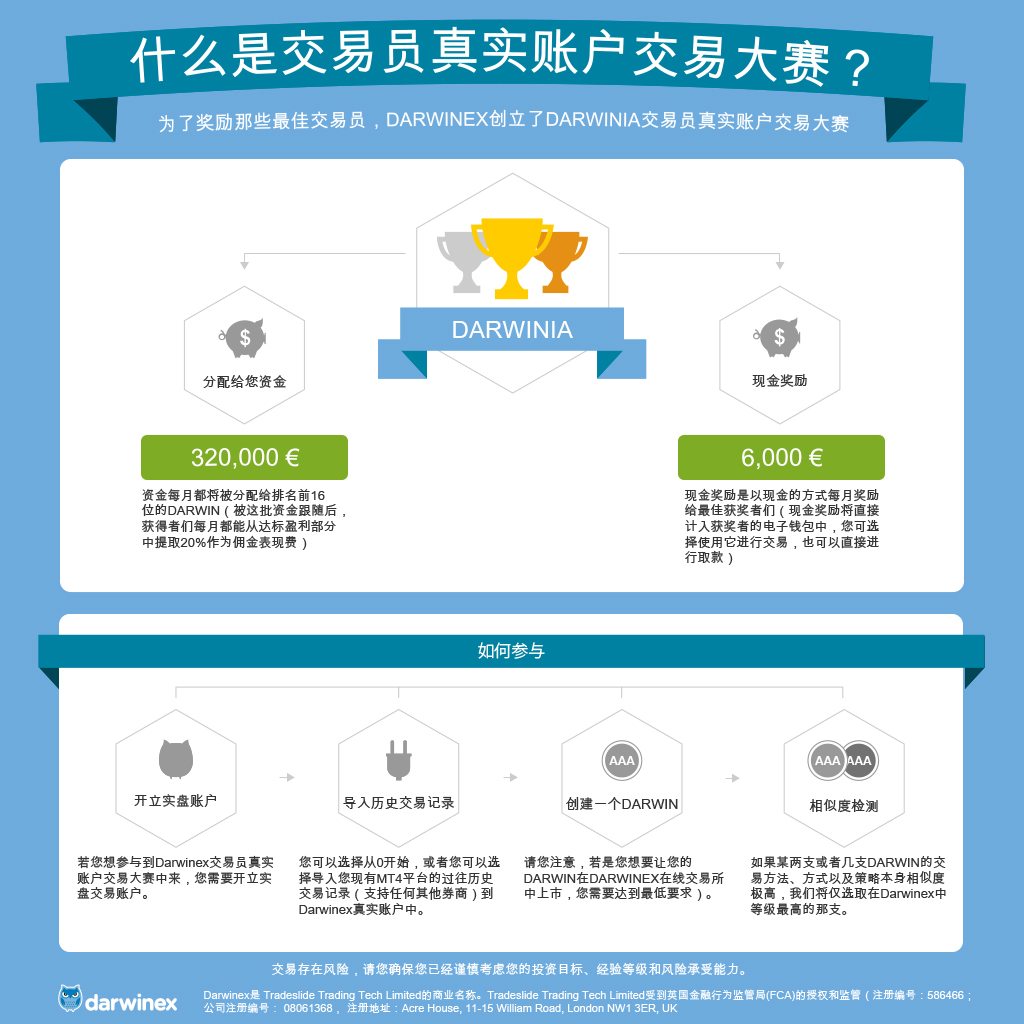 什么是交易员真实账户交易大赛？
为了奖励那些最佳交易员，DARWINEX创立了DARWINIA交易员真实账户交易大赛
DARWINIA
$
分配给您资金
320,000 €
资金每月都将被分配给排名前16
位的DARWIN（被这批资金跟随后，
获得者们每月都能从达标盈利部分
中提取20%作为佣金表现费）
$
现金奖励
6,000 €
现金奖励是以现金的方式每月奖励
给最佳获奖者们（现金奖励将直接
计入获奖者的电子钱包中，您可选
择使用它进行交易，也可以直接进
行取款）
如何参与
开立实盘账户
若您想参与到Darwinex交易员真实
账户交易大赛中来，您需要开立实
盘交易账户。
导入历史交易记录
您可以选择从0开始，或者您可以选
择导入您现有MT4平台的过往历史
交易记录（支持任何其他券商）到
Darwinex真实账户中。
AAA
创建一个DARWIN
请您注意，若是您想要让您的
DARWIN在DARWINEX在线交易所
中上市，您需要达到最低要求）。
AAA AAA
相似度检测
如果某两支或者几支DARWIN的交
易方法、方式以及策略本身相似度
极高，我们将仅选取在Darwinex中
等级最高的那支。
交易存在风险，请您确保您已经谨慎考虑您的投资目标、经验等级和风险承受能力。
darwinex
Darwinex是 Tradeslide Trading Tech Limited的商业名称。Tradeslide Trading Tech Limited受到英国金融行为监管局(FCA)的授权和监管（注册编号：586466；
公司注册编号： 08061368， 注册地址：Acre House, 11-15 William Road, London NW1 3ER, UK